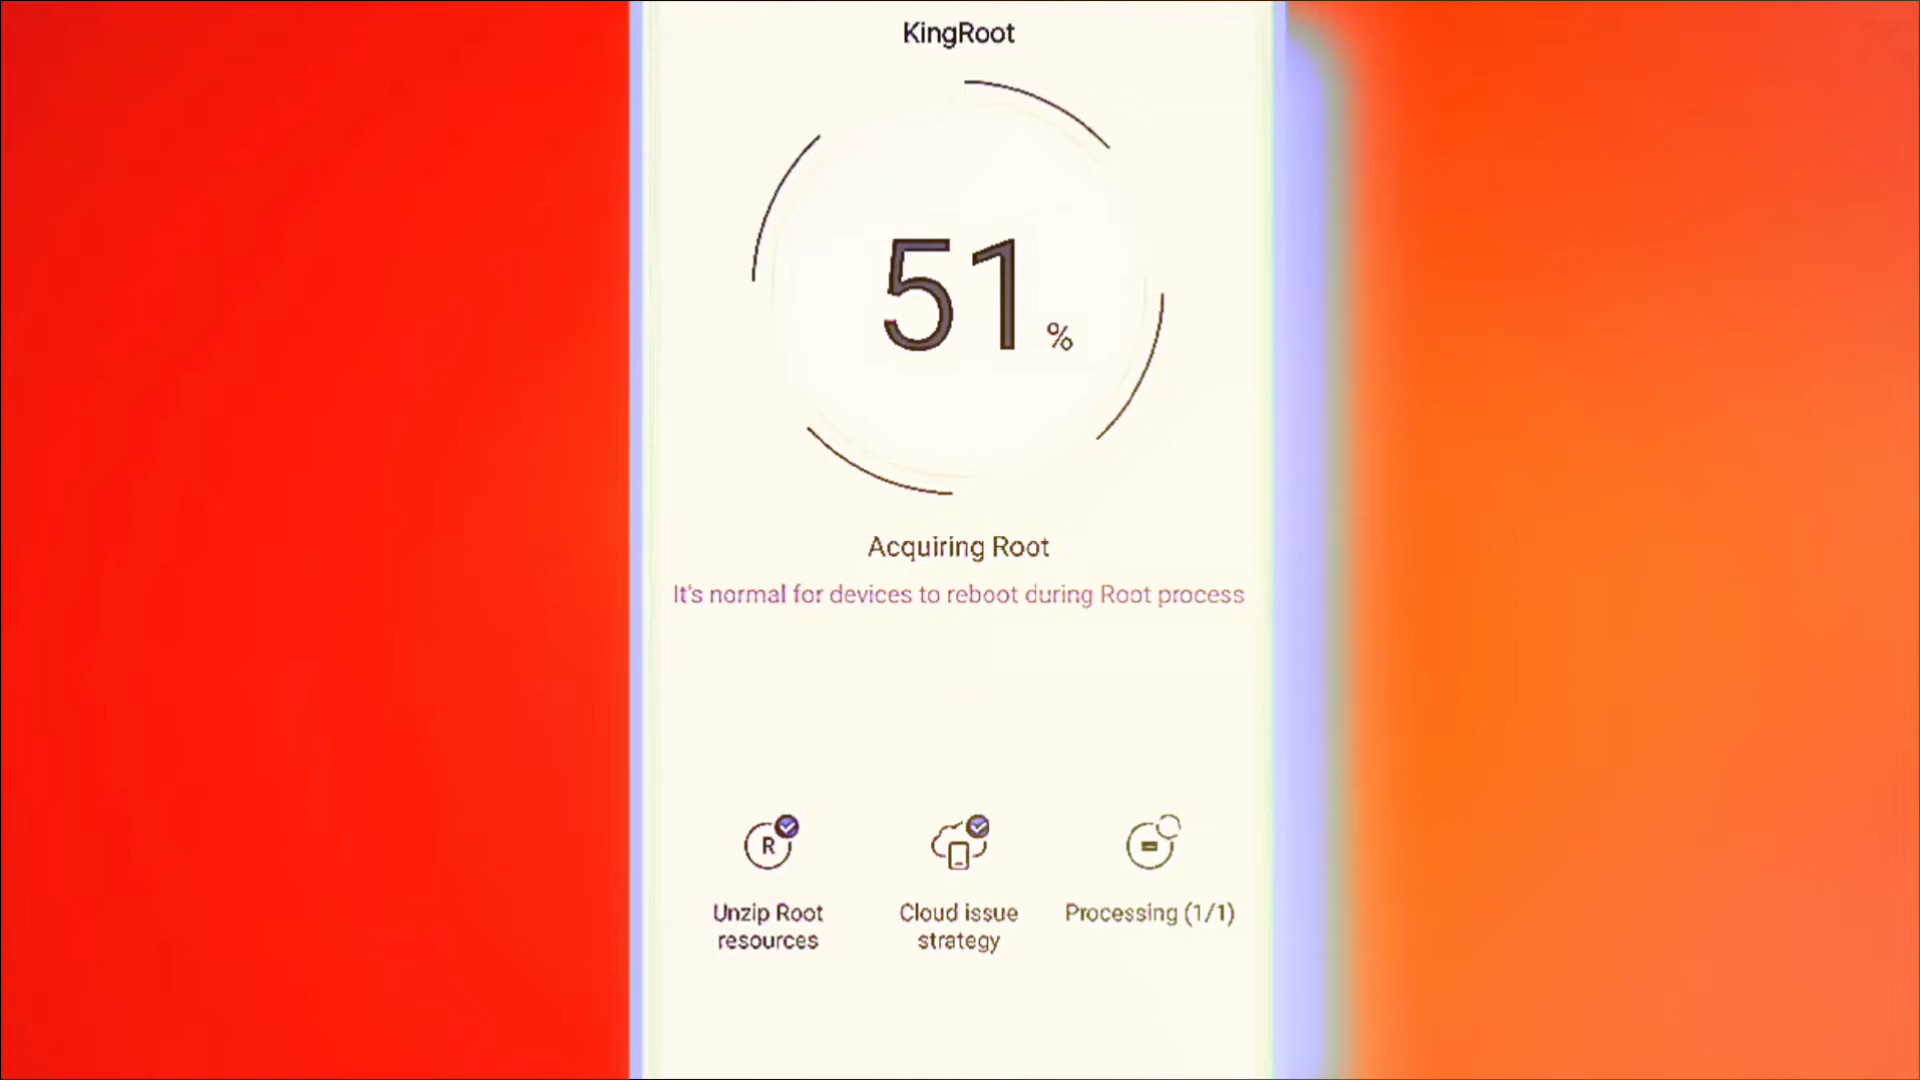 KingRoot
51 %
Acquiring Root
It's normal for devices to reboot during Root process
R
Unzip Root
resources
Cloud issue
strategy
Processing (1/1)